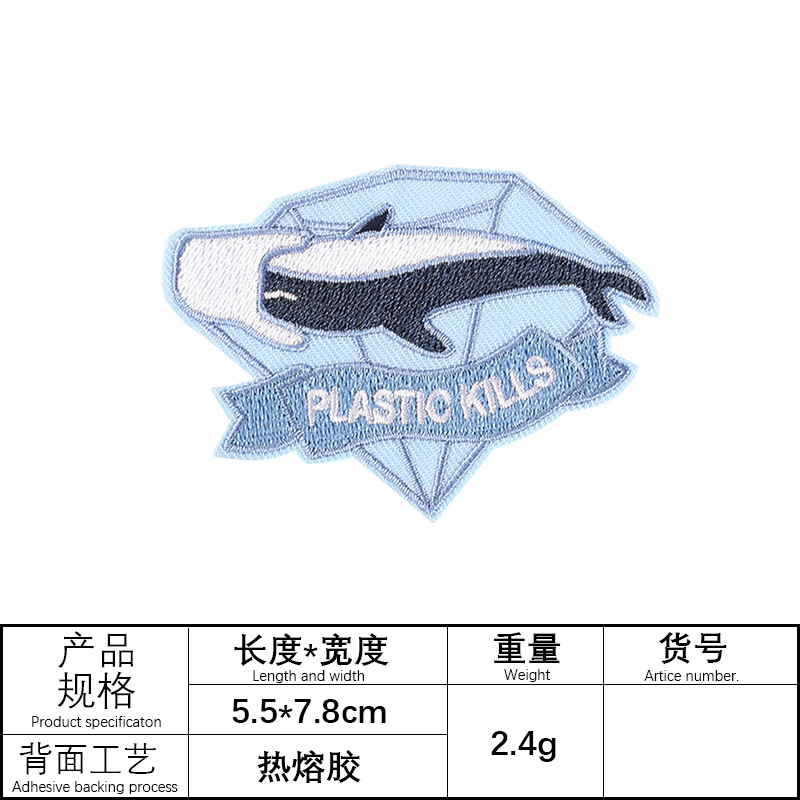 PLASTIC KILLS
产品
规格
Product specificaton
长度*宽度
Length and width
重量
Weight
货号
Artice number.
5.5*7.8cm
2.4g
背面工艺
Adhesive backing process
热熔胶